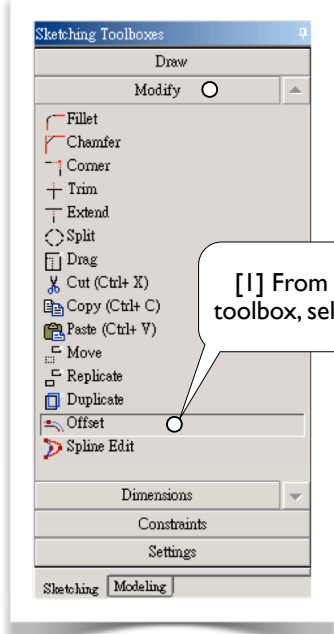 Sketching Toolboxes
Draw
Modify
Fillet
Chamfer
Corner
Trim
Extend
Split
Drag
Cut (Ctrl+ X)
Copy (Ctrl+ C)
Paste (Ctrl+ V)
Move
Replicate
Duplicate
Offset
Spline Edit
[1] From
toolbox,
Dimensions
Constraints
Settings
Sketching Modeling